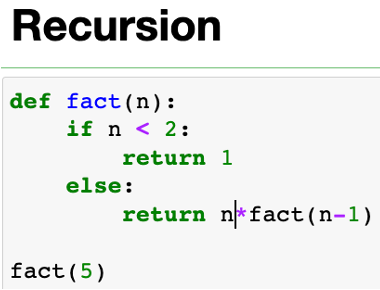 Recursion
def fact(n):
    if n < 2:
        return 1
    else:
        return n*fact(n-1)
fact(5)